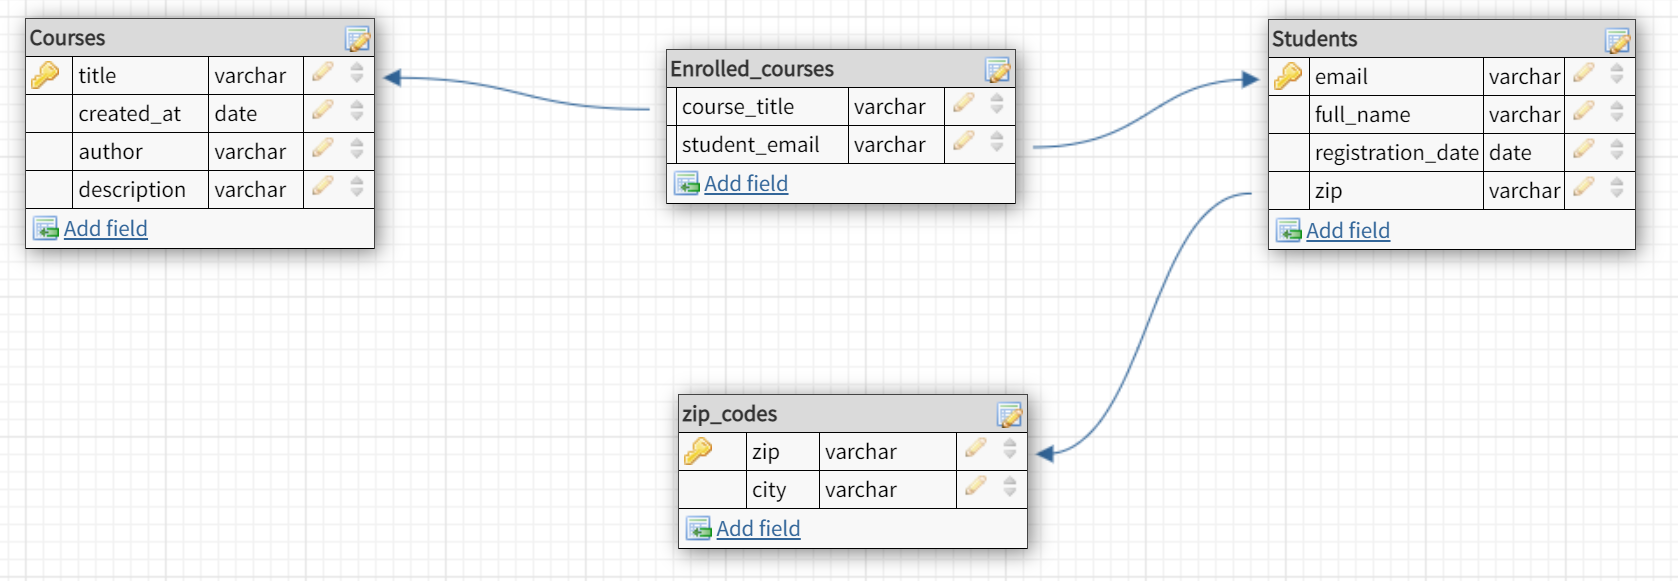 Courses
title varchar
created_at date
author varchar
description varchar
Add field
Enrolled_courses
course_title varchar
student_email varchar
Add field
Students
email varchar
full_name varchar
registration_date date
zip varchar
Add field
zip_codes
zip varchar
city varchar
Add field